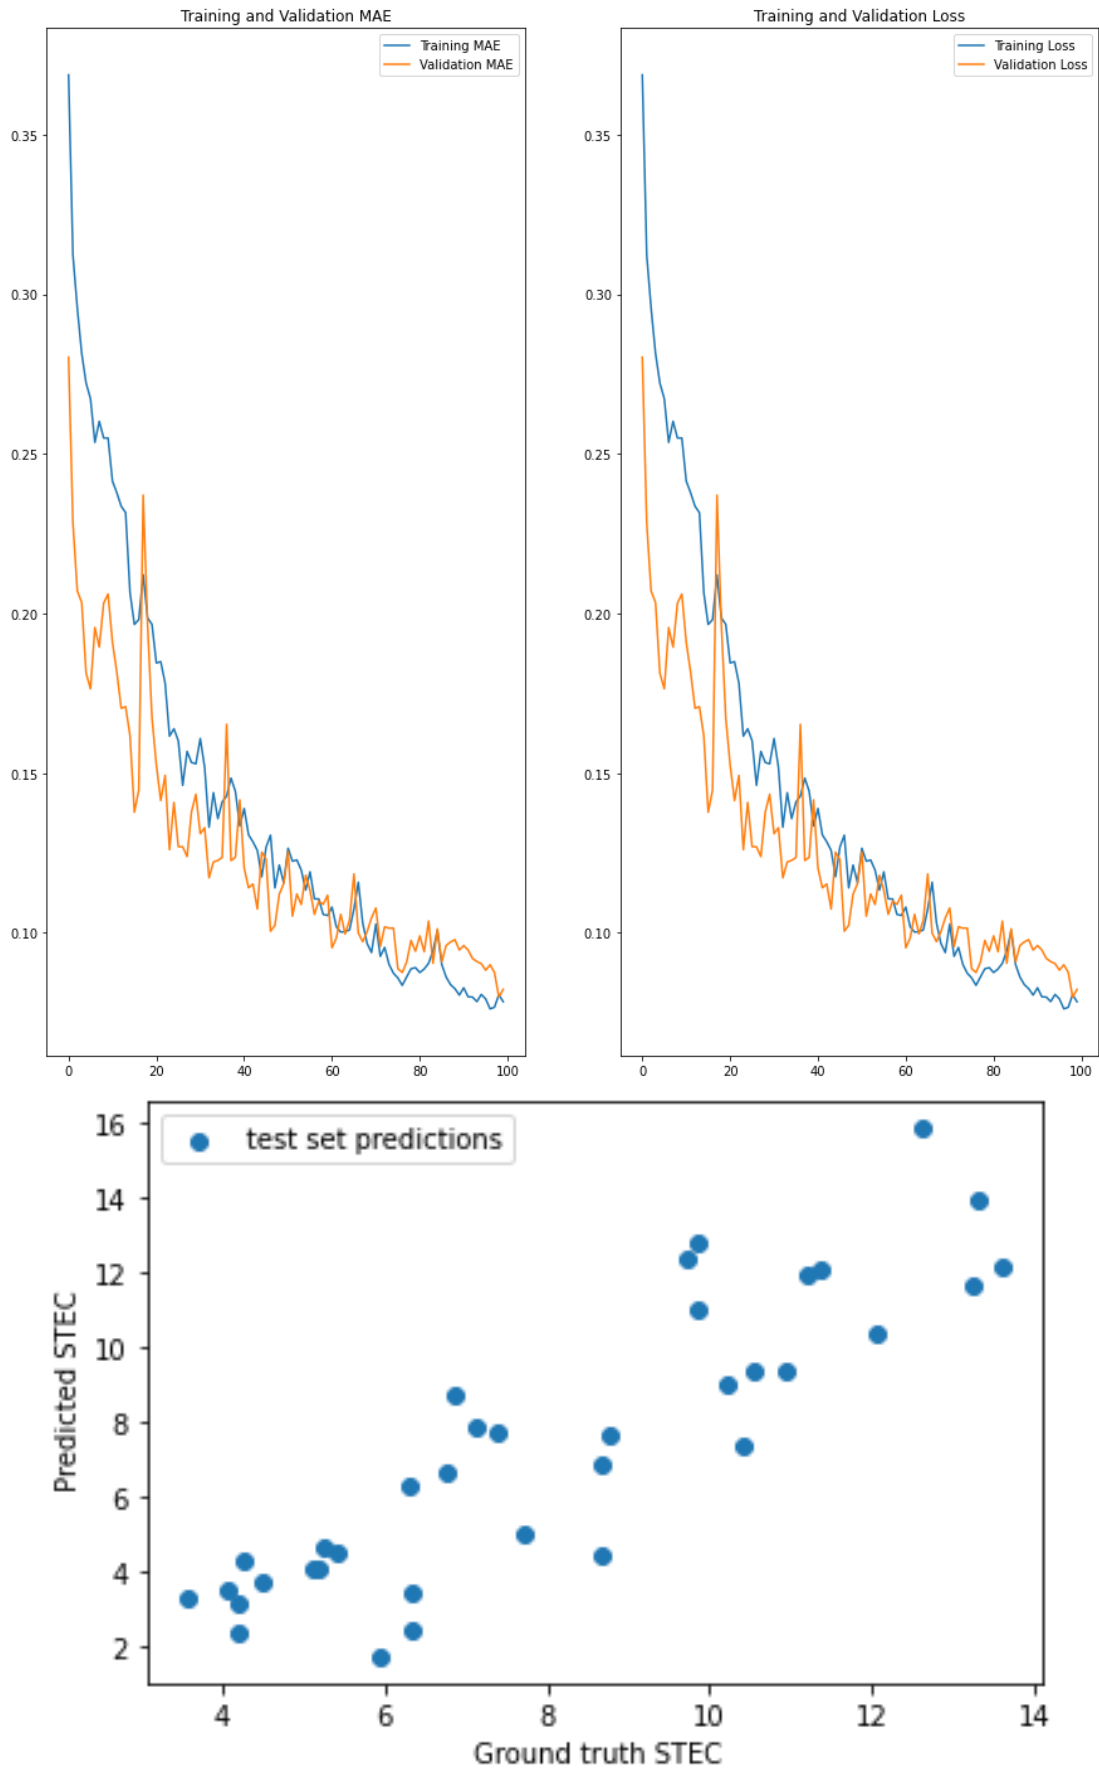 Training and Validation MAE
Training MAE
Validation MAE
0.35
0.30
0.25
0.20
0.15
0.10
0 20 40 60 80 100
Training and Validation Loss
Training Loss
Validation Loss
0.35
0.30
0.25
0.20
0.15
0.10
0 20 40 60 80 100
test set predictions
Predicted STEC
16
14
12
10
8
6
4
2
4 6 8 10 12 14
Ground truth STEC